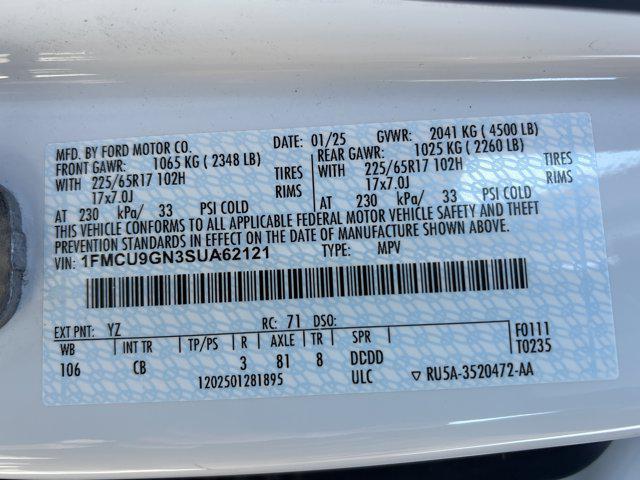 MFD. BY FORD MOTOR CO. DATE: 01/25 GVWR: 2041 KG ( 4500 LB)
FRONT GAWR: 1065 KG ( 2348 LB) REAR GAWR: 1025 KG ( 2260 LB)
WITH 225/65R17 102H TIRES WITH 225/65R17 102H TIRES
17x7.0J RIMS 17x7.0J RIMS
AT 230 kPa/ 33 PSI COLD AT 230 kPa/ 33 PSI COLD
THIS VEHICLE CONFORMS TO ALL APPLICABLE FEDERAL MOTOR VEHICLE SAFETY AND THEFT
PREVENTION STANDARDS IN EFFECT ON THE DATE OF MANUFACTURE SHOWN ABOVE.
VIN: 1FMCU9GN3SUA62121 TYPE: MPV
EXT PNT: YZ RC: 71 DSO: F0111
WB INT TR TP/PS R AXLE TR SPR T0235
106 CB 3 81 8 DCDD
1202501281895 ULC ▽ RU5A-3520472-AA